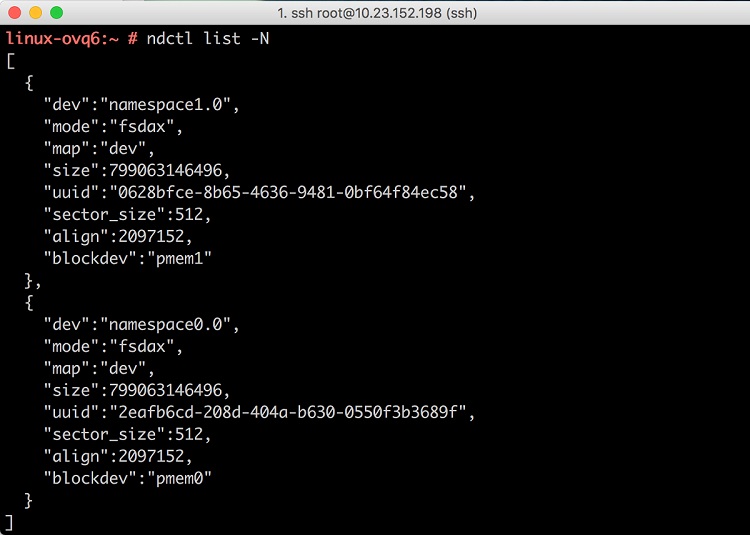 1. ssh root@10.23.152.198 (ssh)
linux-ovq6:~ # ndctl list -N
[
  {
    "dev":"namespace1.0",
    "mode":"fsdax",
    "map":"dev",
    "size":799063146496,
    "uuid":"0628bfce-8b65-4636-9481-0bf64f84ec58",
    "sector_size":512,
    "align":2097152,
    "blockdev":"pmem1"
  },
  {
    "dev":"namespace0.0",
    "mode":"fsdax",
    "map":"dev",
    "size":799063146496,
    "uuid":"2eafb6cd-208d-404a-b630-0550f3b3689f",
    "sector_size":512,
    "align":2097152,
    "blockdev":"pmem0"
  }
]